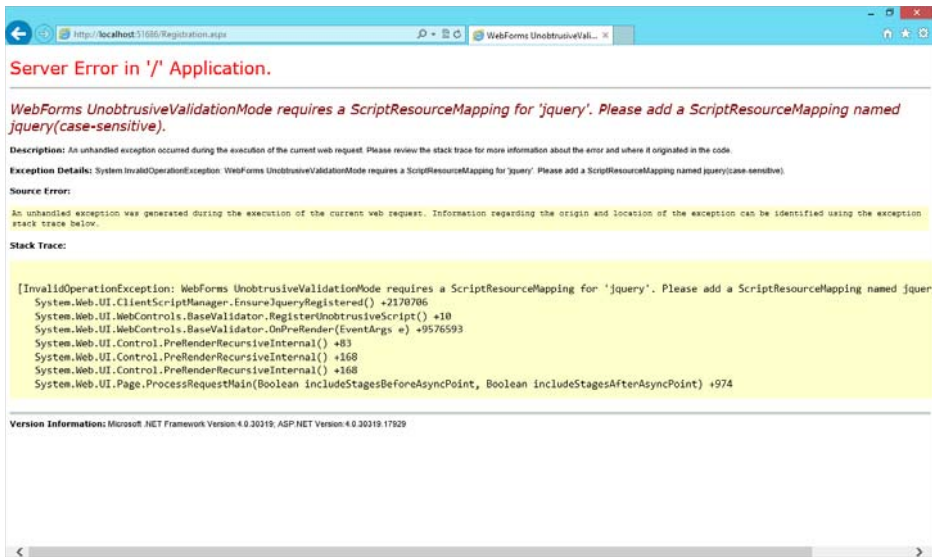 http://localhost:51686/Registration.aspx
WebForms UnobtrusiveVali...
Server Error in '/' Application.
WebForms UnobtrusiveValidationMode requires a ScriptResourceMapping for 'jquery'. Please add a ScriptResourceMapping named
jquery(case-sensitive).
Description: An unhandled exception occurred during the execution of the current web request. Please review the stack trace for more information about the error and where it originated in the code.
Exception Details: System.InvalidOperationException: WebForms UnobtrusiveValidationMode requires a ScriptResourceMapping for 'jquery'. Please add a ScriptResourceMapping named jquery(case-sensitive).
Source Error:
An unhandled exception was generated during the execution of the current web request. Information regarding the origin and location of the exception can be identified using the exception
stack trace below.
Stack Trace:
[InvalidOperationException: WebForms UnobtrusiveValidationMode requires a ScriptResourceMapping for 'jquery'. Please add a ScriptResourceMapping named jquer
System.Web.UI.ClientScriptManager.EnsureJqueryRegistered() +2170706
System.Web.UI.WebControls.BaseValidator.RegisterUnobtrusiveScript() +10
System.Web.UI.WebControls.BaseValidator.OnPreRender(EventArgs e) +9576593
System.Web.UI.Control.PreRenderRecursiveInternal() +83
System.Web.UI.Control.PreRenderRecursiveInternal() +168
System.Web.UI.Control.PreRenderRecursiveInternal() +168
System.Web.UI.Page.ProcessRequestMain(Boolean includeStagesBeforeAsyncPoint, Boolean includeStagesAfterAsyncPoint) +974
Version Information: Microsoft .NET Framework Version:4.0.30319; ASP.NET Version:4.0.30319.17929